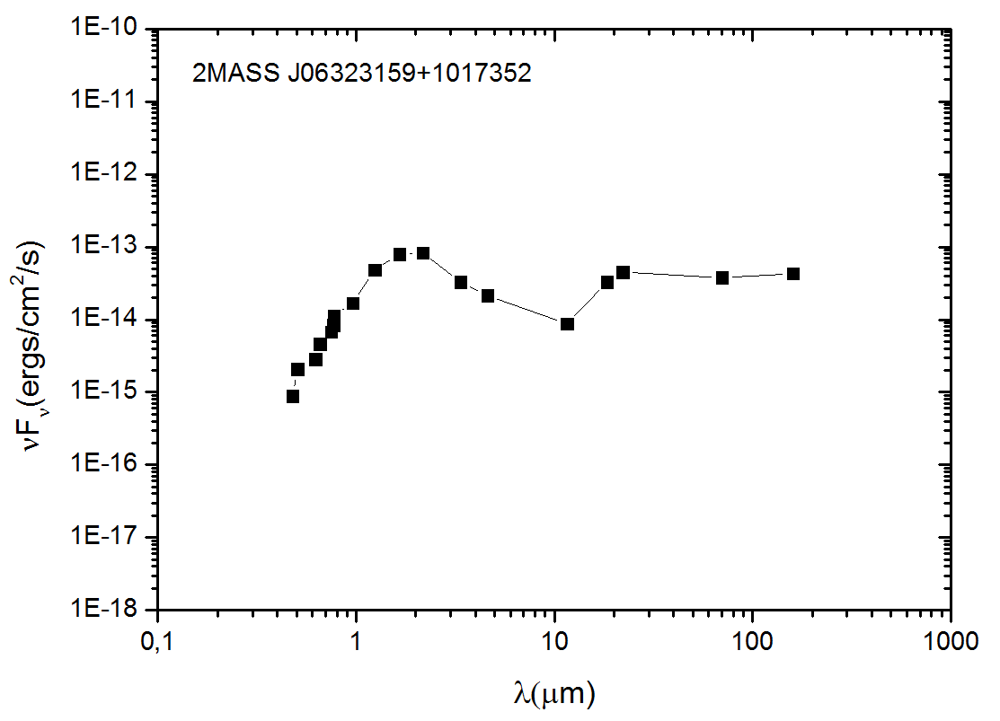 2MASS J06323159+1017352
1E-10
1E-11
1E-12
1E-13
1E-14
1E-15
1E-16
1E-17
1E-18
νFν(ergs/cm²/s)
0,1 1 10 100 1000
λ(μm)